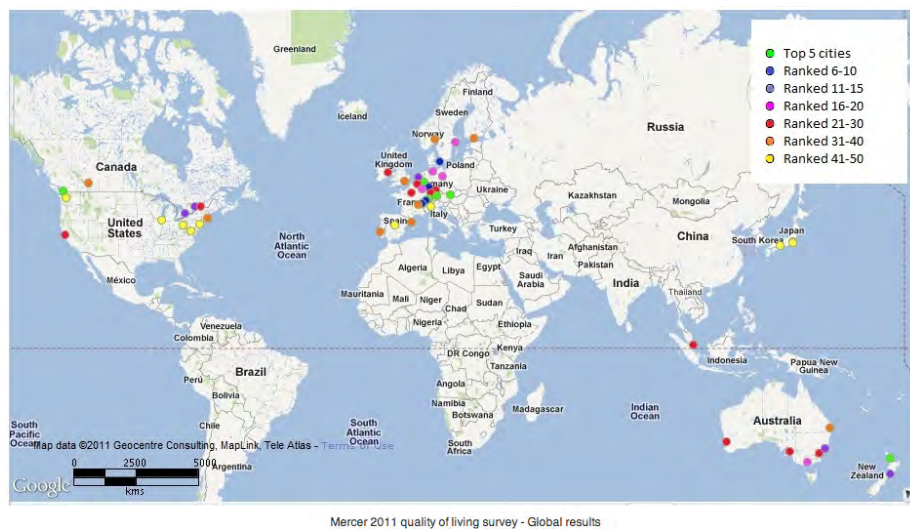 Greenland
Iceland
Finland
Sweden
Norway
Russia
United
Kingdom
Poland
Canada
Ukraine
France
Italy
Spain
Kazakhstan
Mongolia
United
States
North
Atlantic
Ocean
Turkey
China
South Korea
Japan
Algeria
Libya
Egypt
Iraq
Iran
Afghanistan
Pakistan
Saudi
Arabia
México
Mauritania
Mali
Niger
Chad
Sudan
India
Thailand
Nigeria
Ethiopia
Venezuela
Colombia
DR Congo
Kenya
Tanzania
Indonesia
Papua New
Guinea
Perú
Brazil
Bolivia
Angola
Namibia
Botswana
Madagascar
Indian
Ocean
Australia
Chile
South
Pacific
Ocean
South
Atlantic
Ocean
South
Africa
Argentina
New
Zealand
Top 5 cities
Ranked 6-10
Ranked 11-15
Ranked 16-20
Ranked 21-30
Ranked 31-40
Ranked 41-50
Map data ©2011 Geocentre Consulting, MapLink, Tele Atlas - Terms of Use
0 2500 5000
kms
Google
Mercer 2011 quality of living survey - Global results